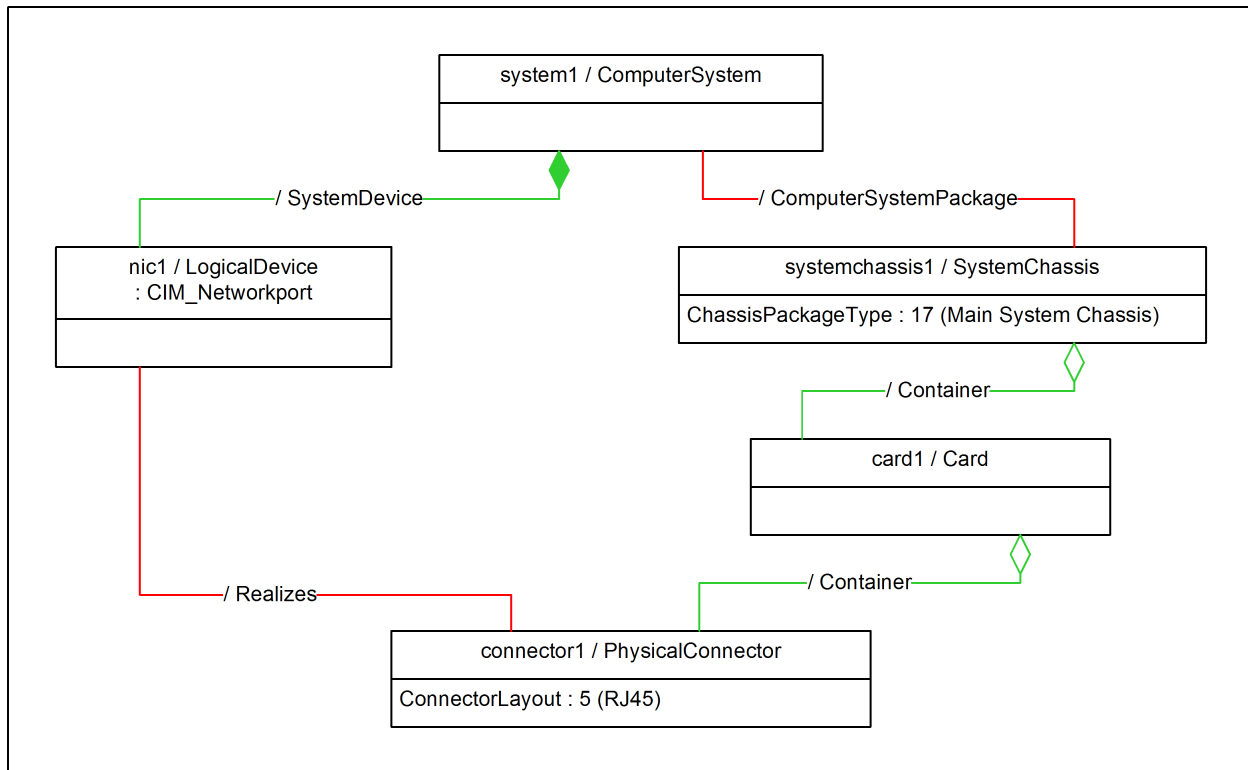 system1 / ComputerSystem
/ SystemDevice
/ ComputerSystemPackage
nic1 / LogicalDevice
: CIM_Networkport
systemchassis1 / SystemChassis
ChassisPackageType : 17 (Main System Chassis)
/ Container
card1 / Card
/ Container
/ Realizes
connector1 / PhysicalConnector
ConnectorLayout : 5 (RJ45)